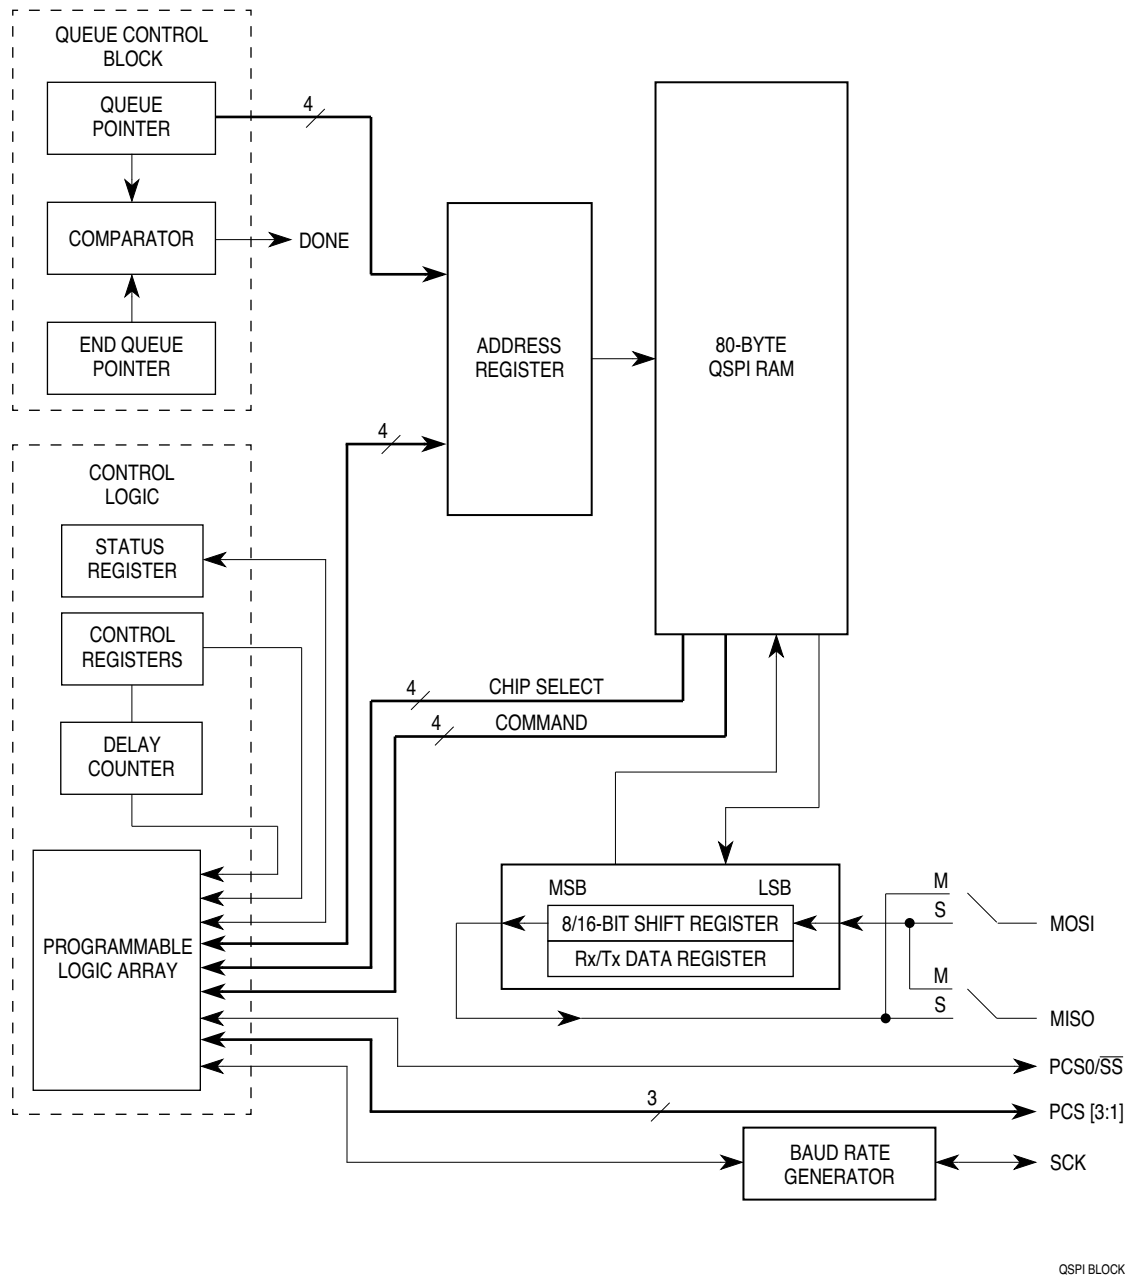 QUEUE CONTROL
BLOCK
QUEUE
POINTER
4
COMPARATOR
DONE
END QUEUE
POINTER
ADDRESS
REGISTER
80-BYTE
QSPI RAM
4
CONTROL
LOGIC
STATUS
REGISTER
CONTROL
REGISTERS
DELAY
COUNTER
4
CHIP SELECT
4
COMMAND
PROGRAMMABLE
LOGIC ARRAY
MSB
LSB
8/16-BIT SHIFT REGISTER
Rx/Tx DATA REGISTER
M
S
MOSI
M
S
MISO
PCS0/S̅S̅
3
PCS [3:1]
BAUD RATE
GENERATOR
SCK
QSPI BLOCK